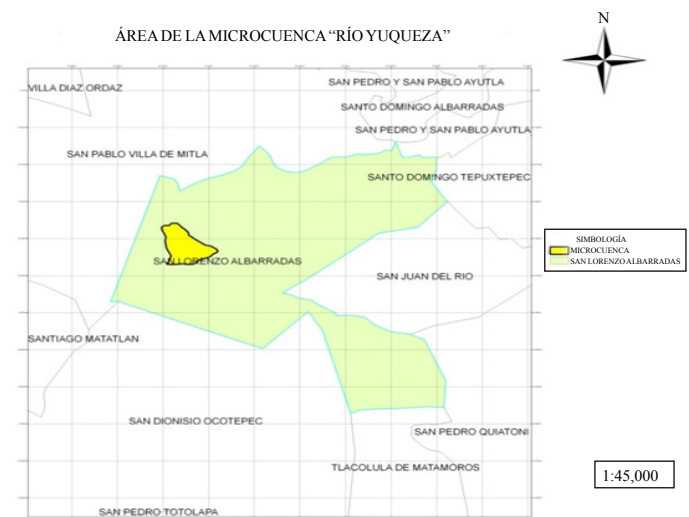 ÁREA DE LA MICROCUENCA “RÍO YUQUEZA”
N
VILLA DIAZ ORDAZ
SAN PEDRO Y SAN PABLO AYUTLA
SANTO DOMINGO ALBARRADAS
SAN PEDRO Y SAN PABLO AYUTLA
SAN PABLO VILLA DE MITLA
SANTO DOMINGO TEPUXTEPEC
SIMBOLOGÍA
MICROCUENCA
SAN LORENZO ALBARRADAS
SAN LORENZO ALBARRADAS
SAN JUAN DEL RIO
SANTIAGO MATATLAN
SAN DIONISIO OCOTEPEC
SAN PEDRO QUIATONI
TLACOLULA DE MATAMOROS
1:45,000
SAN PEDRO TOTOLAPA